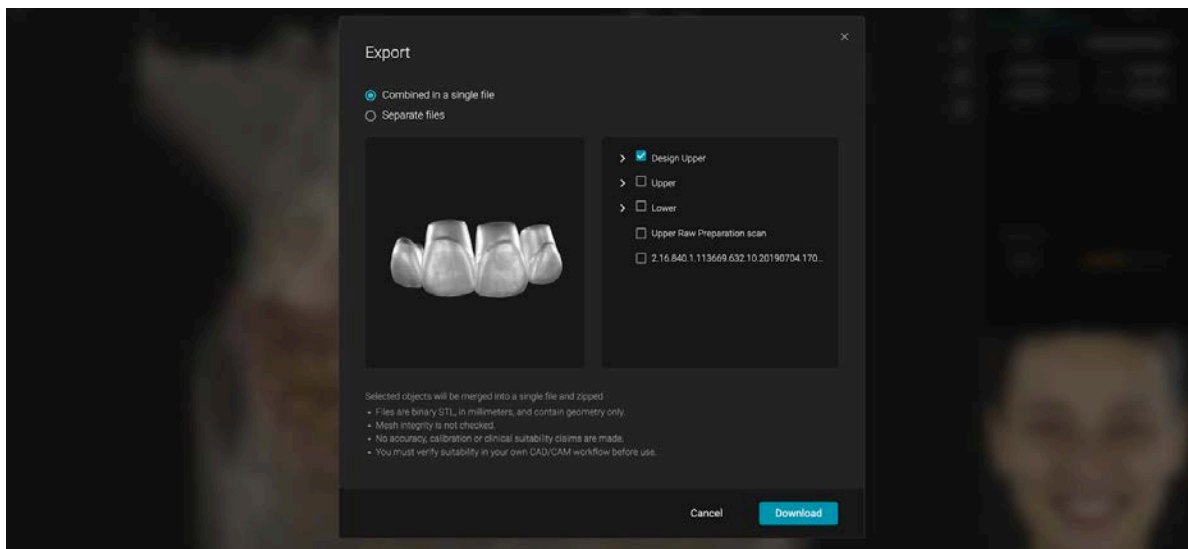 Export
Combined in a single file
Separate files
Design Upper
Upper
Lower
Upper Raw Preparation scan
2.16.840.1.113669.632.10.20190704.170...
Selected objects will be merged into a single file and zipped
• Files are binary STL, in millimeters, and contain geometry only.
• Mesh integrity is not checked.
• No accuracy, calibration or clinical suitability claims are made.
• You must verify suitability in your own CAD/CAM workflow before use.
Cancel
Download